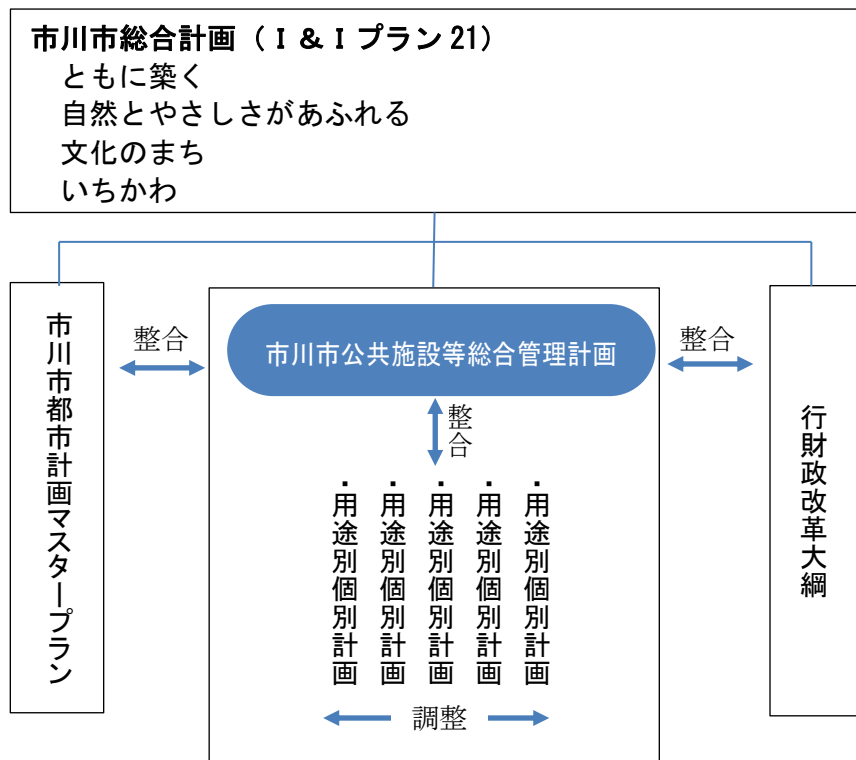 市川市総合計画（Ｉ＆Ｉプラン21）
ともに築く
自然とやさしさがあふれる
文化のまち
いちかわ
市川市都市計画マスタープラン
整合
市川市公共施設等総合管理計画
整合
整合
・用途別個別計画
・用途別個別計画
・用途別個別計画
・用途別個別計画
・用途別個別計画
調整
行財政改革大綱